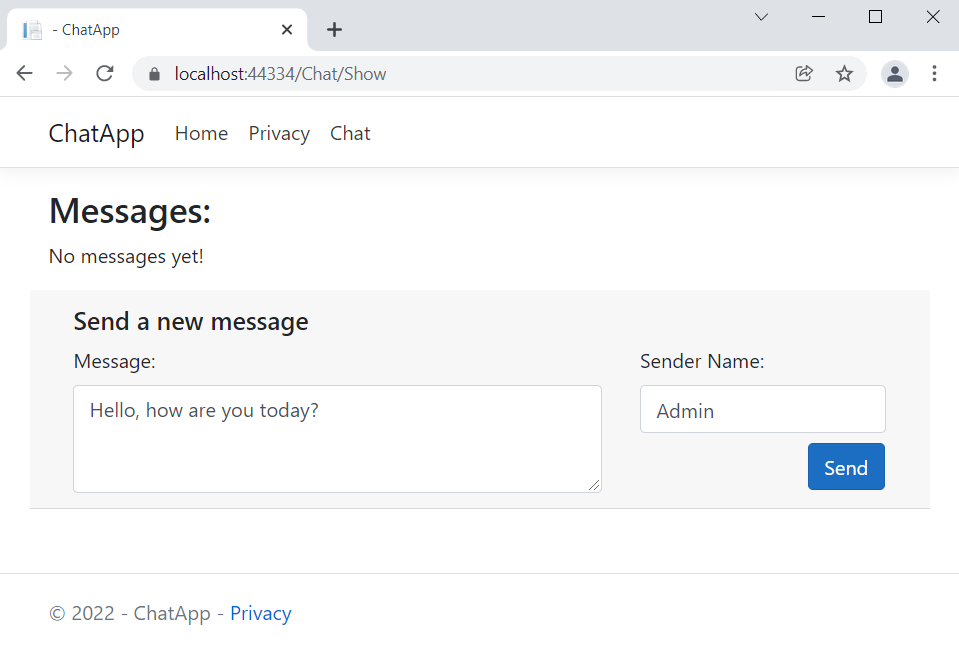 - ChatApp
localhost:44334/Chat/Show
ChatApp Home Privacy Chat
Messages:
No messages yet!
Send a new message
Message: Sender Name:
Hello, how are you today? Admin
Send
© 2022 - ChatApp - Privacy